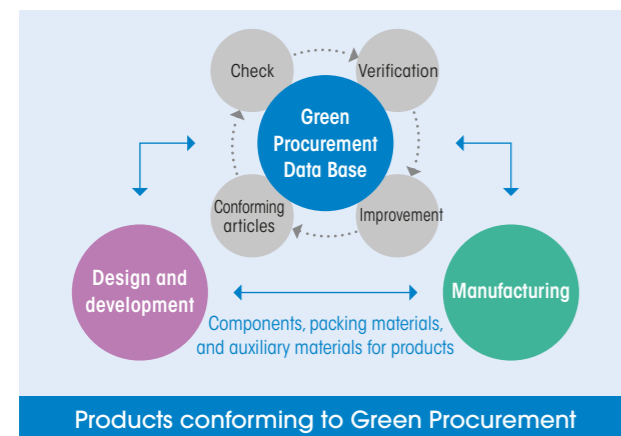 Check
Verification
Green
Procurement
Data Base
Conforming
articles
Improvement
Design and
development
Manufacturing
Components, packing materials,
and auxiliary materials for products
Products conforming to Green Procurement